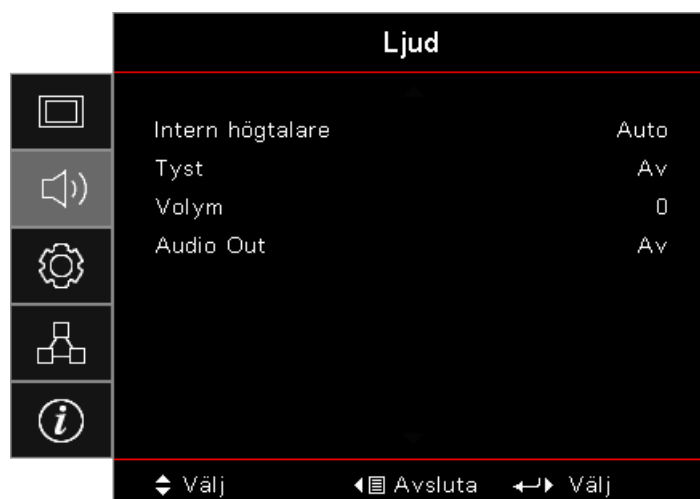 Ljud
Intern högtalare Auto
Tyst Av
Volym 0
Audio Out Av
Välj Avsluta Välj